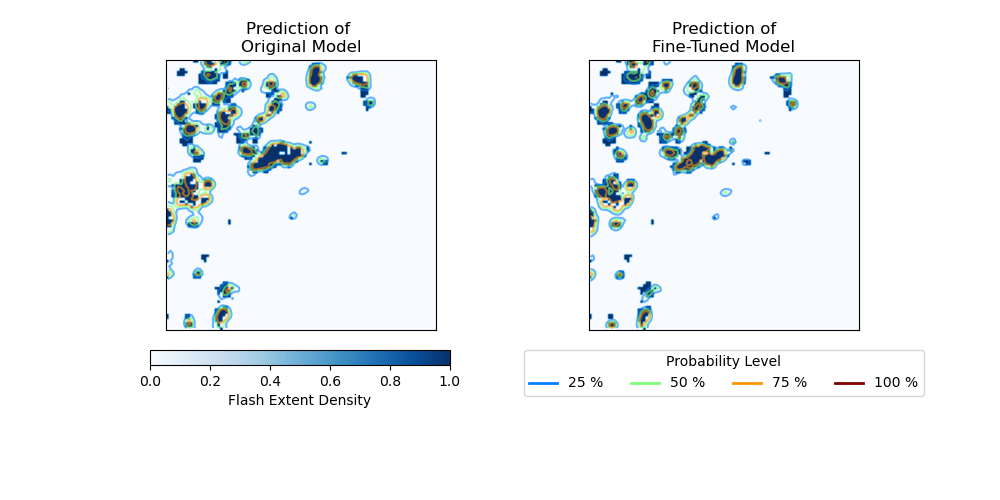 Prediction of
Original Model
Prediction of
Fine-Tuned Model
0.0 0.2 0.4 0.6 0.8 1.0
Flash Extent Density
Probability Level
25 % 50 % 75 % 100 %